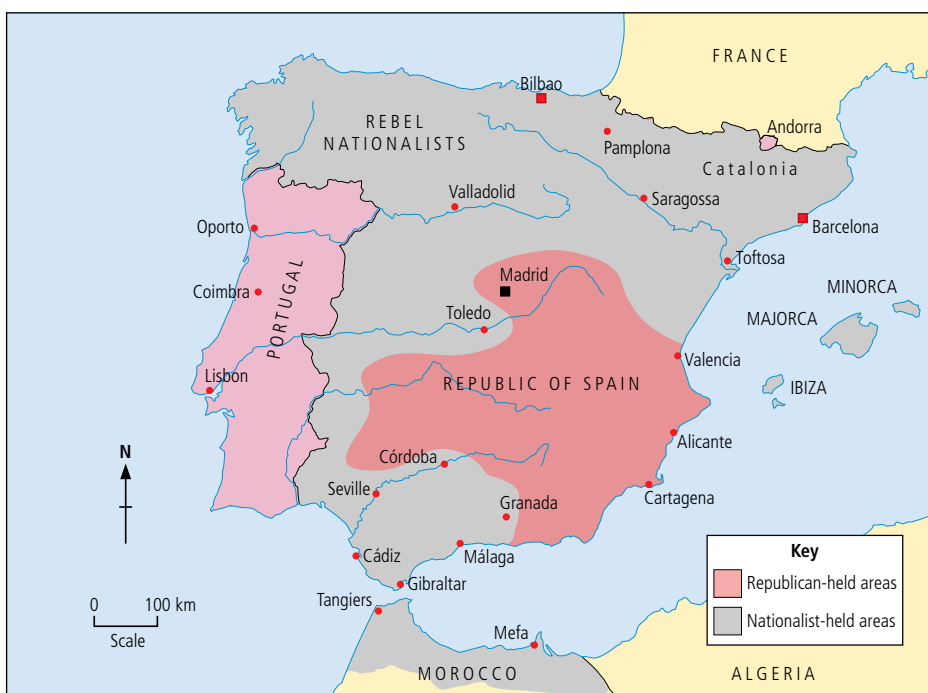 FRANCE
Bilbao
REBEL
NATIONALISTS
Andorra
Pamplona
Catalonia
Valladolid
Saragossa
Oporto
Barcelona
Toftosa
Madrid
MINORCA
Coimbra
PORTUGAL
Toledo
MAJORCA
Valencia
Lisbon
REPUBLIC OF SPAIN
IBIZA
Alicante
N
Córdoba
Seville
Cartagena
Granada
Cádiz
Málaga
Gibraltar
Tangiers
0 100 km
Scale
Mefa
MOROCCO
ALGERIA
Key
Republican-held areas
Nationalist-held areas